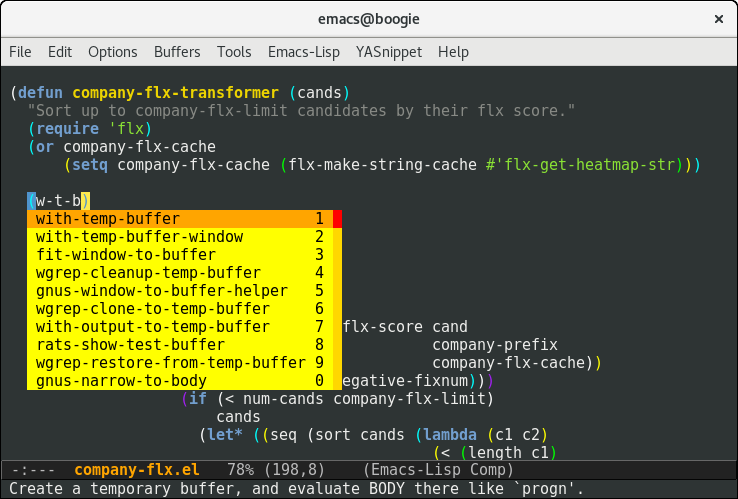 emacs@boogie ×
File Edit Options Buffers Tools Emacs-Lisp YASnippet Help
(defun company-flx-transformer (cands)
"Sort up to company-flx-limit candidates by their flx score."
(require 'flx)
(or company-flx-cache
(setq company-flx-cache (flx-make-string-cache #'flx-get-heatmap-str)))
(w-t-b)
with-temp-buffer 1
with-temp-buffer-window 2
fit-window-to-buffer 3
wgrep-cleanup-temp-buffer 4
gnus-window-to-buffer-helper 5
wgrep-clone-to-temp-buffer 6
with-output-to-temp-buffer 7 flx-score cand
rats-show-test-buffer 8 company-prefix
wgrep-restore-from-temp-buffer 9 company-flx-cache))
gnus-narrow-to-body 0 egative-fixnum)))
(if (< num-cands company-flx-limit)
cands
(let* ((seq (sort cands (lambda (c1 c2)
(< (length c1)
-:--- company-flx.el 78% (198,8) (Emacs-Lisp Comp)
Create a temporary buffer, and evaluate BODY there like `progn'.